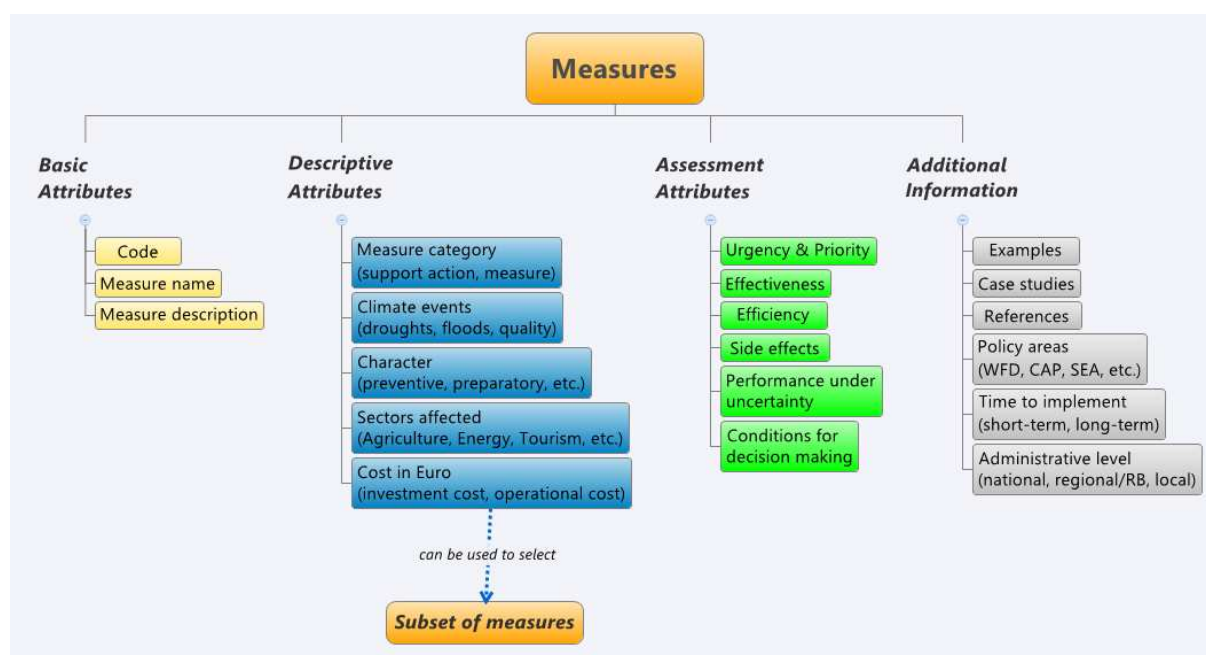 Measures
Basic
Attributes
Code
Measure name
Measure description
Descriptive
Attributes
Measure category
(support action, measure)
Climate events
(droughts, floods, quality)
Character
(preventive, preparatory, etc.)
Sectors affected
(Agriculture, Energy, Tourism, etc.)
Cost in Euro
(investment cost, operational cost)
can be used to select
Subset of measures
Assessment
Attributes
Urgency & Priority
Effectiveness
Efficiency
Side effects
Performance under
uncertainty
Conditions for
decision making
Additional
Information
Examples
Case studies
References
Policy areas
(WFD, CAP, SEA, etc.)
Time to implement
(short-term, long-term)
Administrative level
(national, regional/RB, local)